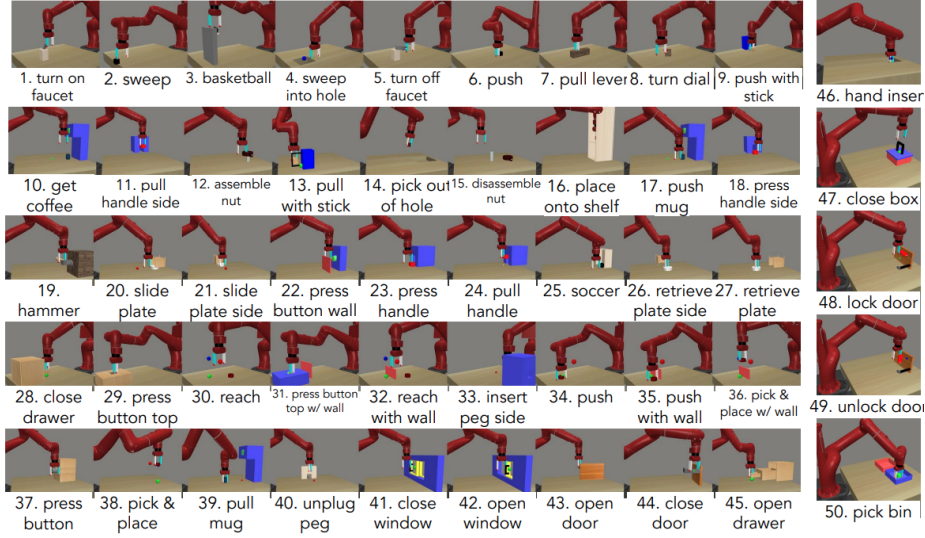 1. turn on
faucet
2. sweep
3. basketball
4. sweep
into hole
5. turn off
faucet
6. push
7. pull lever
8. turn dial
9. push with
stick
46. hand inser
10. get
coffee
11. pull
handle side
12. assemble
nut
13. pull
with stick
14. pick out
of hole
15. disassemble
nut
16. place
onto shelf
17. push
mug
18. press
handle side
47. close box
19.
hammer
20. slide
plate
21. slide
plate side
22. press
button wall
23. press
handle
24. pull
handle
25. soccer
26. retrieve
plate side
27. retrieve
plate
48. lock door
28. close
drawer
29. press
button top
30. reach
31. press button
top w/ wall
32. reach
with wall
33. insert
peg side
34. push
35. push
with wall
36. pick &
place w/ wall
49. unlock door
37. press
button
38. pick &
place
39. pull
mug
40. unplug
peg
41. close
window
42. open
window
43. open
door
44. close
door
45. open
drawer
50. pick bin